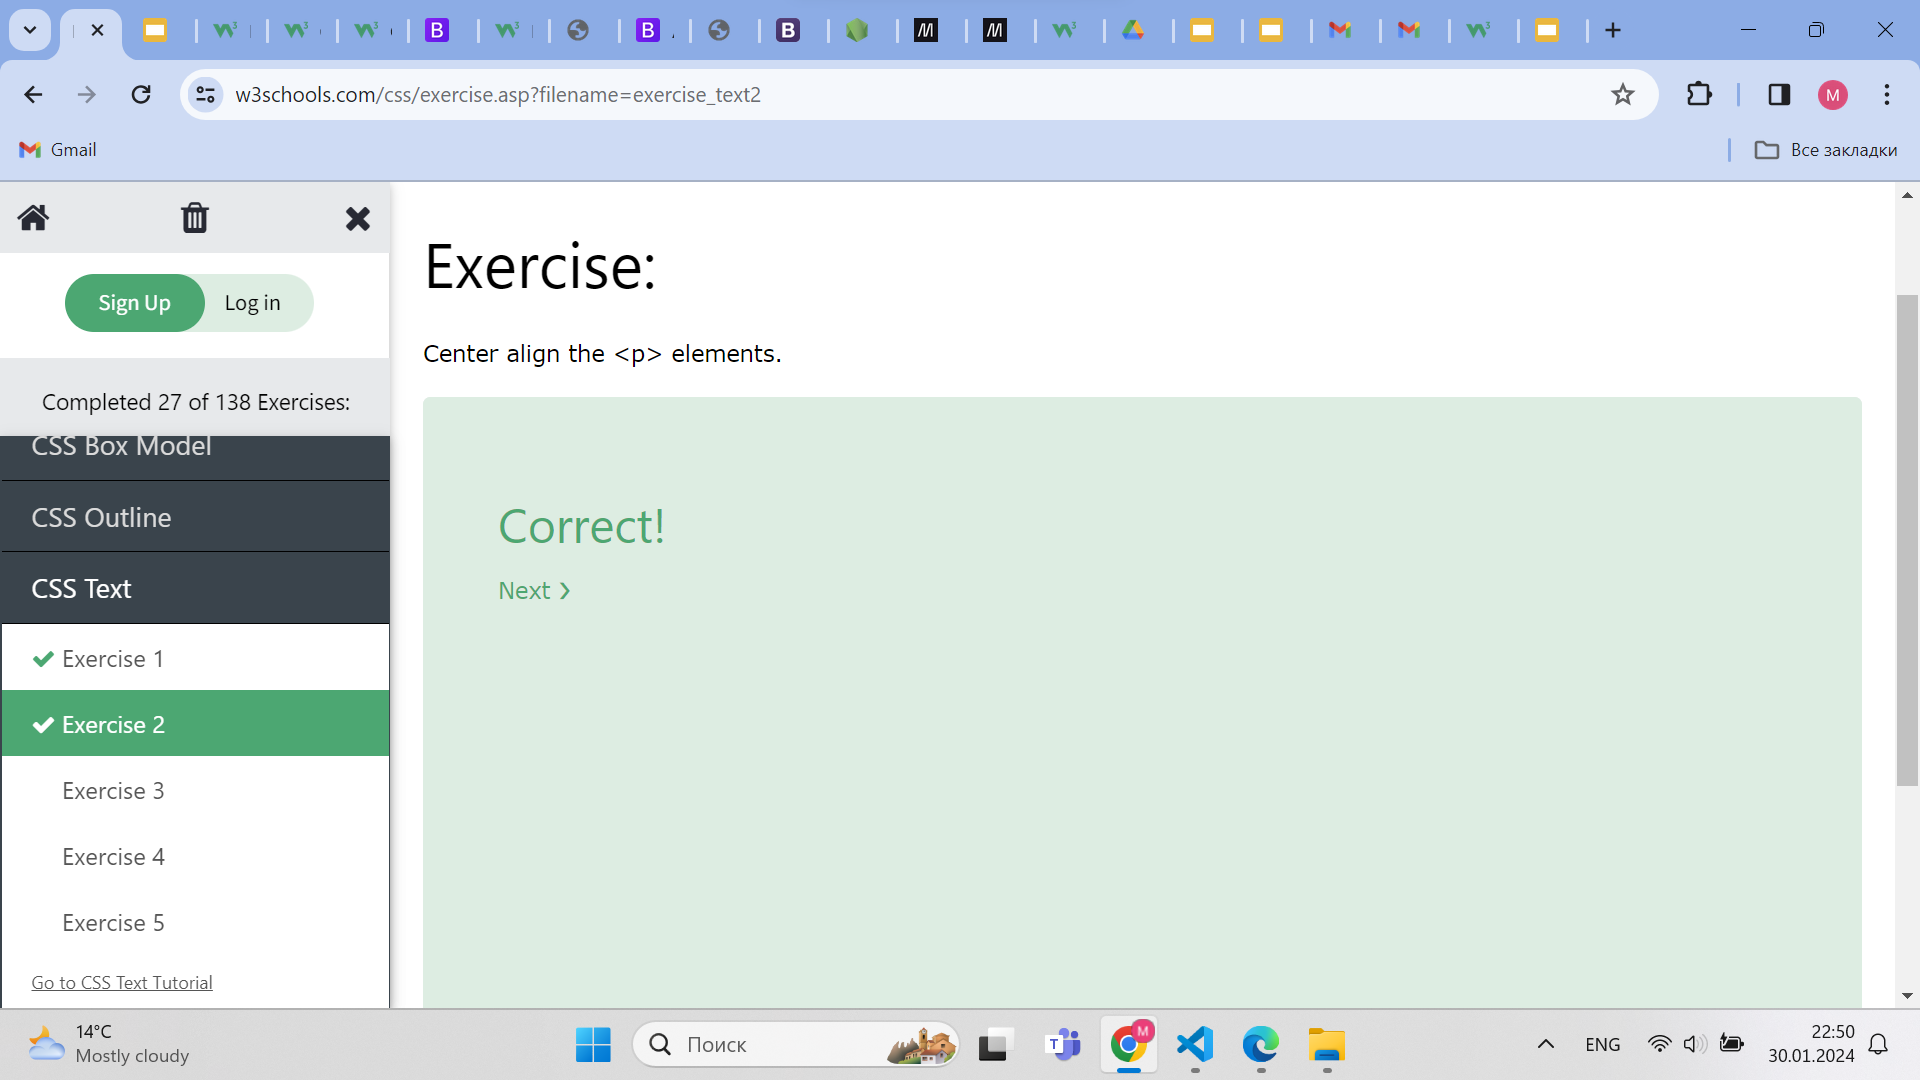 w3schools.com/css/exercise.asp?filename=exercise_text2
M
Gmail
Все закладки
Sign Up
Log in
Completed 27 of 138 Exercises:
CSS Box Model
CSS Outline
CSS Text
Exercise 1
Exercise 2
Exercise 3
Exercise 4
Exercise 5
Go to CSS Text Tutorial
Exercise:
Center align the <p> elements.
Correct!
Next ❯
14°C
Mostly cloudy
Поиск
ENG
22:50
30.01.2024